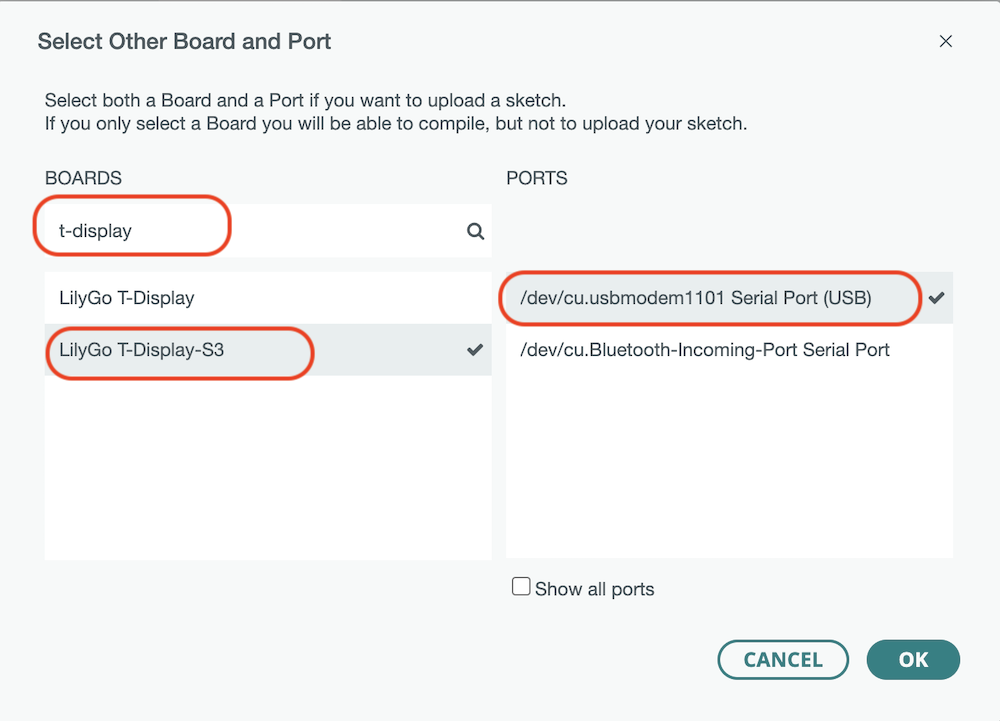 Select Other Board and Port
Select both a Board and a Port if you want to upload a sketch.
If you only select a Board you will be able to compile, but not to upload your sketch.
BOARDS
t-display
LilyGo T-Display
LilyGo T-Display-S3
PORTS
/dev/cu.usbmodem1101 Serial Port (USB)
/dev/cu.Bluetooth-Incoming-Port Serial Port
Show all ports
CANCEL
OK